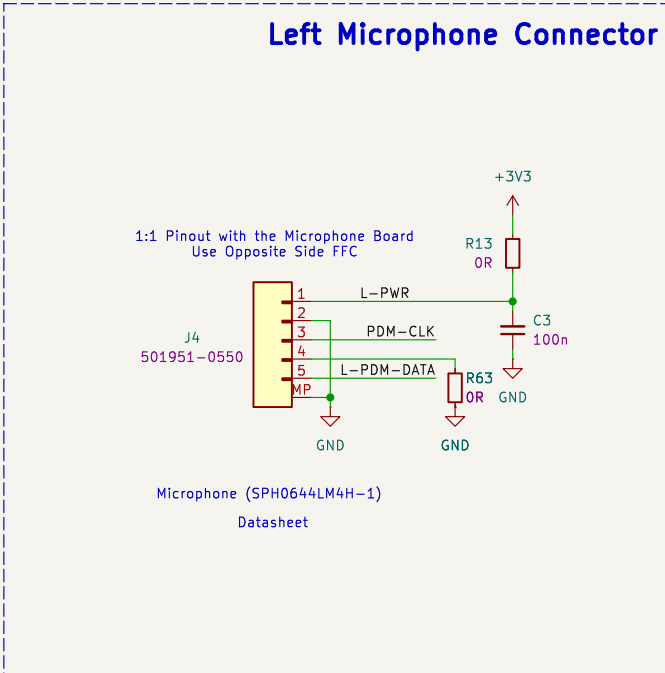 Left Microphone Connector
+3V3
1:1 Pinout with the Microphone Board
Use Opposite Side FFC
R13
0R
1
L-PWR
2
C3
100n
J4
501951-0550
3
PDM-CLK
4
5
L-PDM-DATA
R63
0R
MP
GND
GND
GND
Microphone (SPH0644LM4H-1)
Datasheet